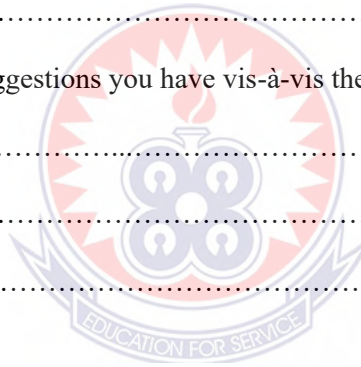 ……………………………………
ggestions you have vis-à-vis the
……………..……………………
……………………………………
……………………………………
EDUCATION FOR SERVICE